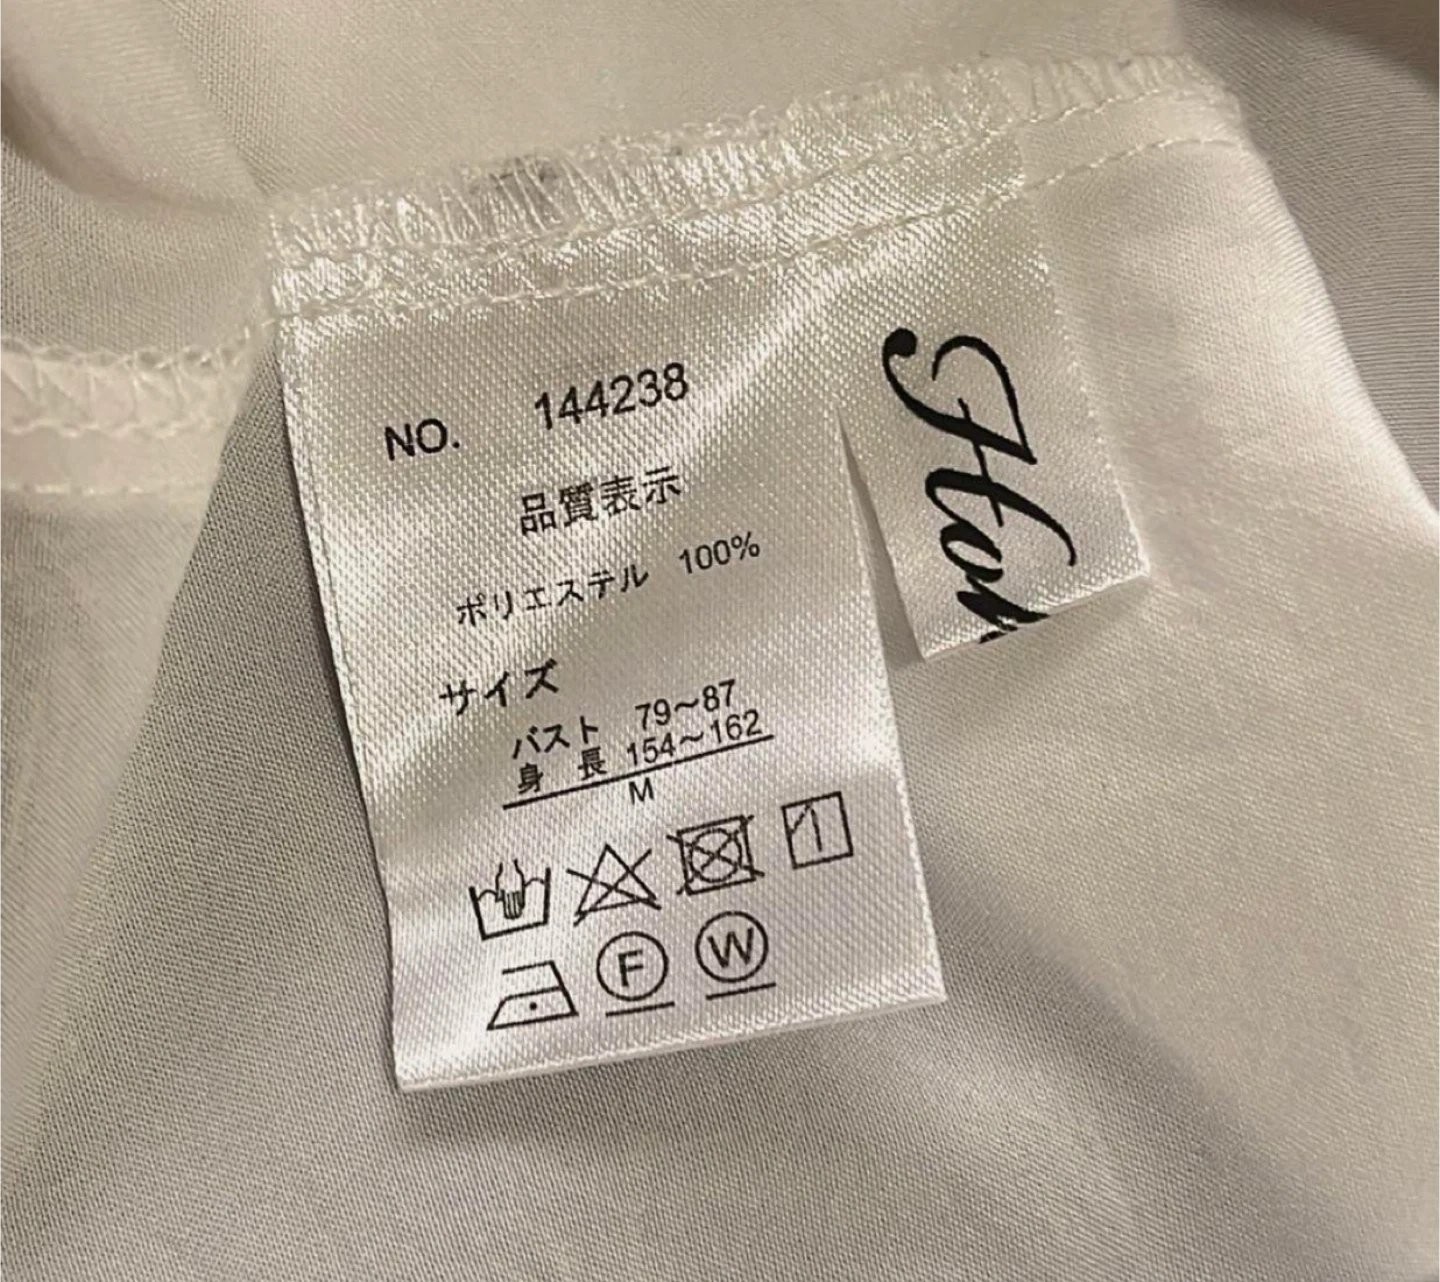 NO. 144238
品質表示
ポリエステル 100%
サイズ
バスト 79～87
身 長 154～162
M
F W